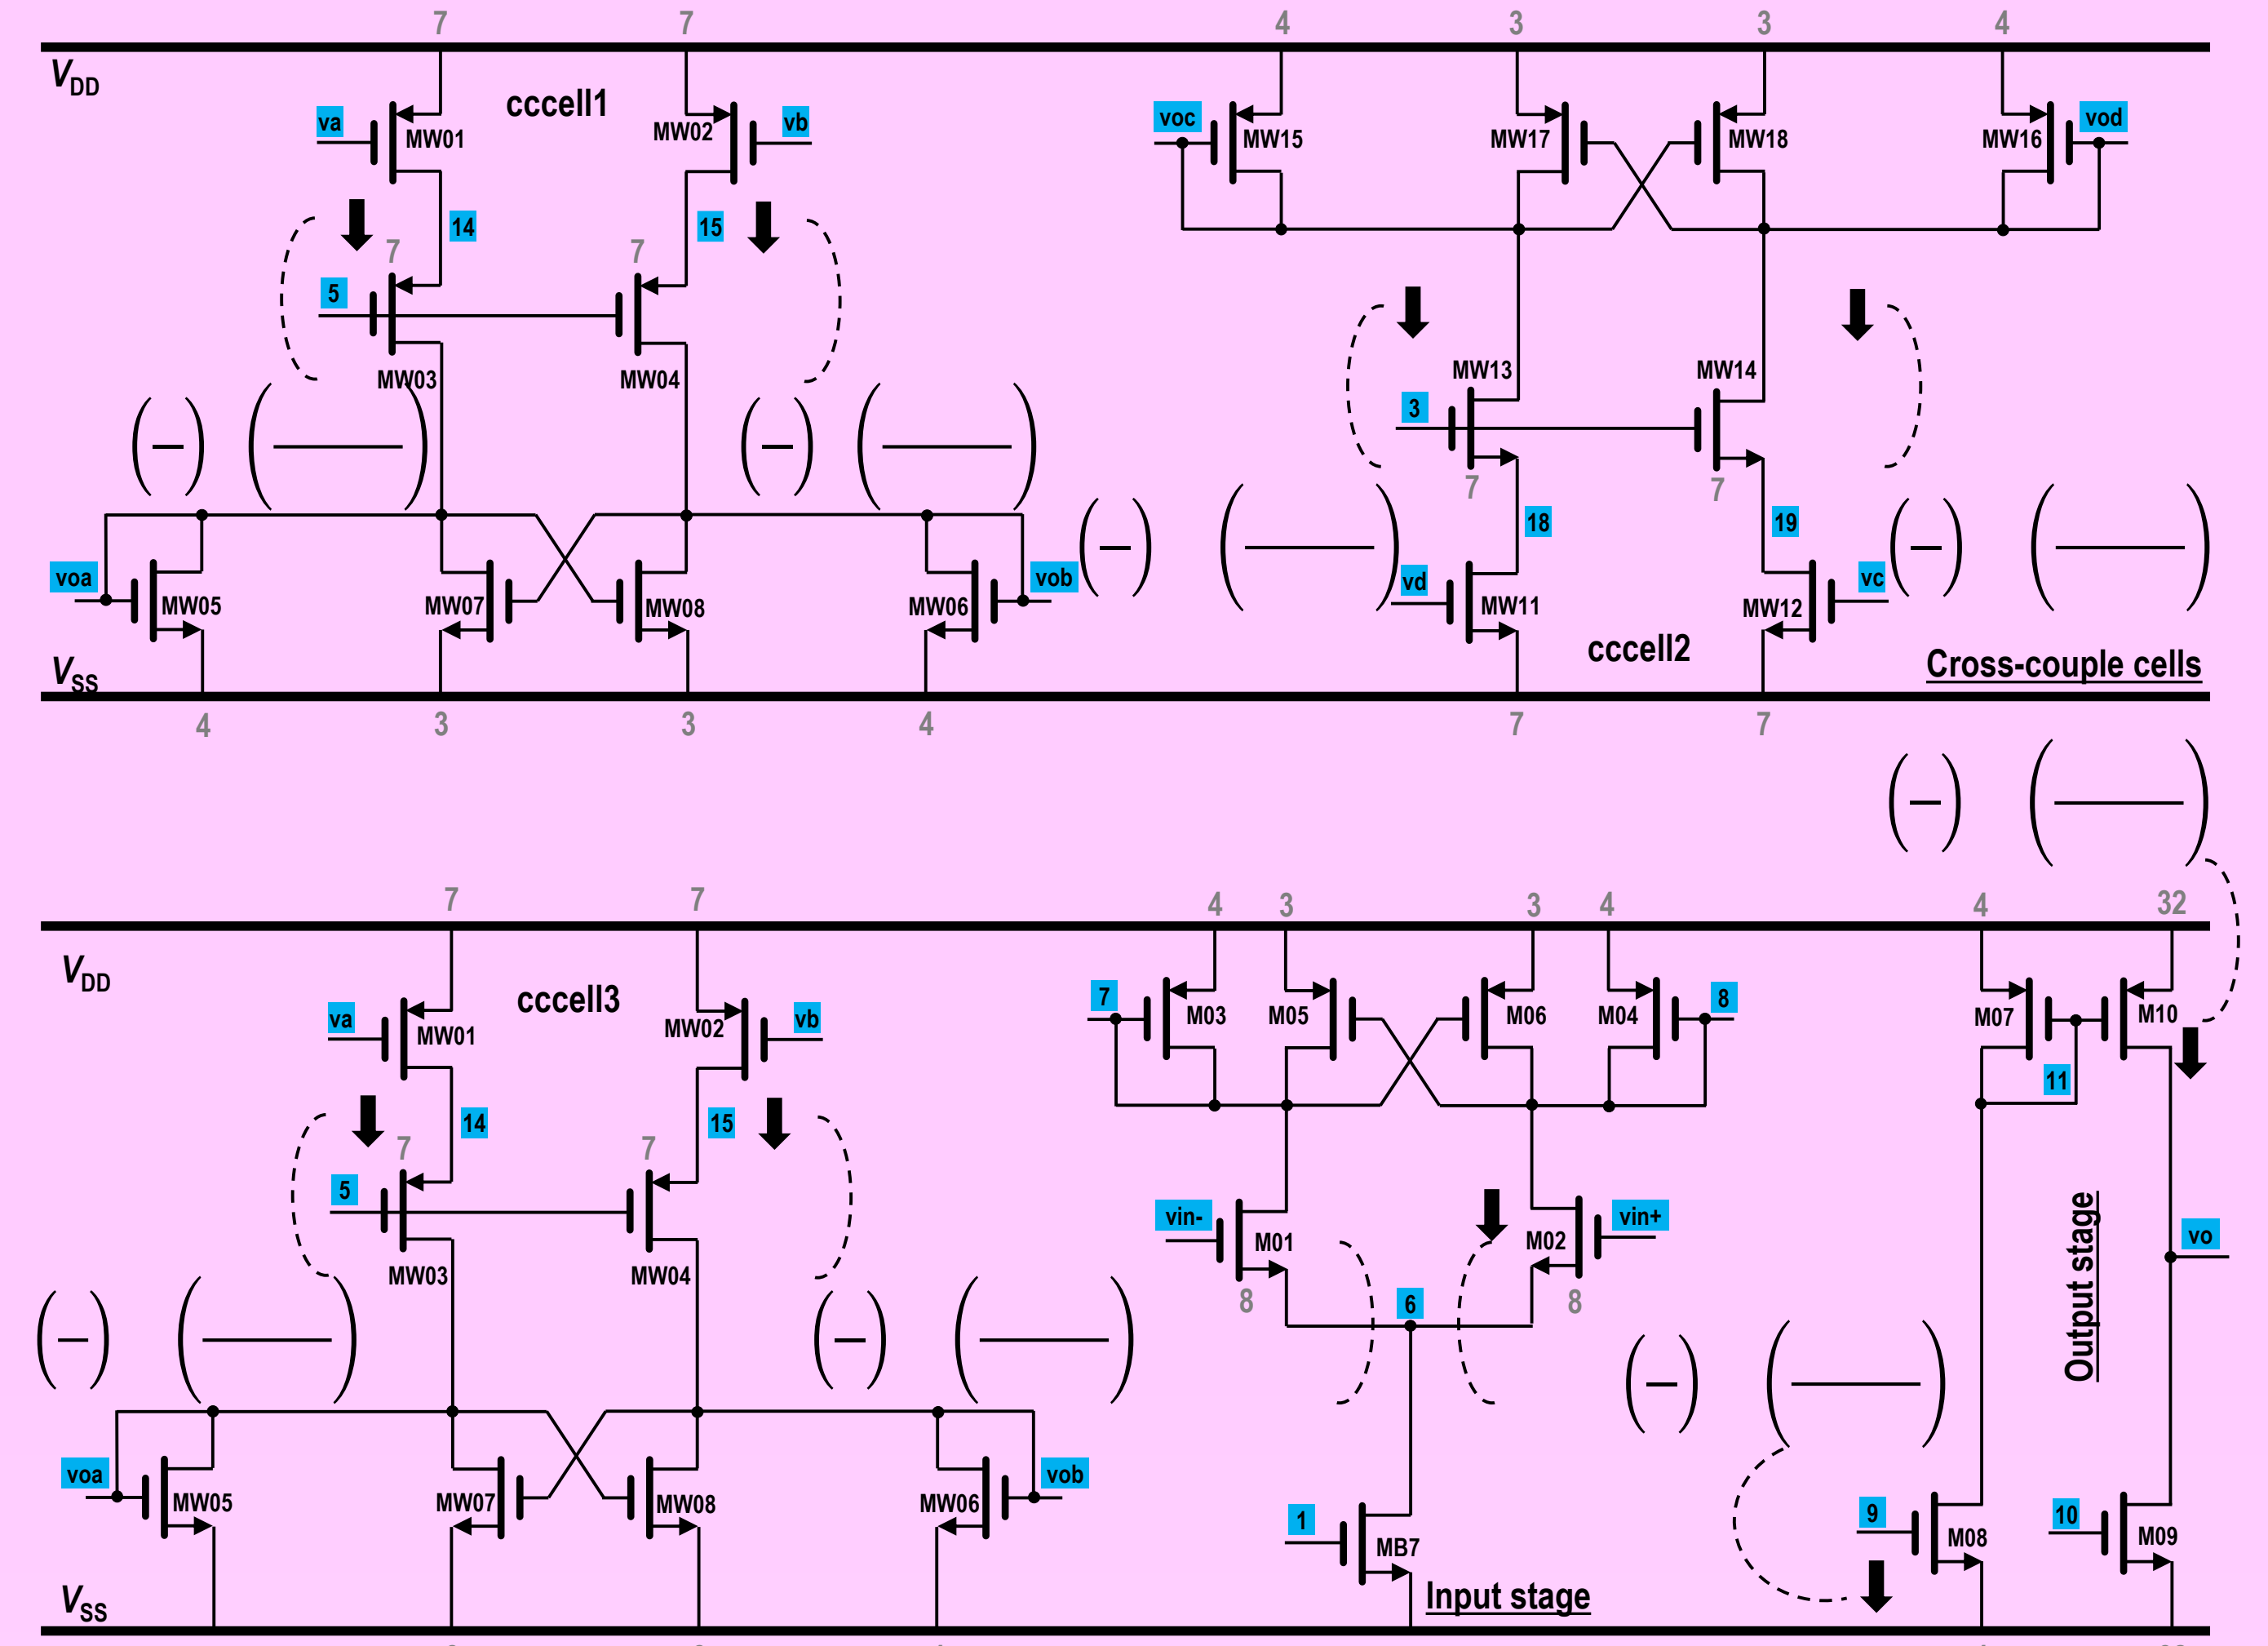 7 7 4 3 3 4
VDD
cccell1
va MW01 MW02 vb
voc MW15 MW17 MW18 MW16 vod
14 15
7 7
5
MW03 MW04
MW13 MW14
3
7 7
18 19
voa MW05 MW07 MW08 MW06 vob
vd MW11 MW12 vc
cccell2
VSS
Cross-couple cells
4 3 3 4 7 7
7 7 4 3 3 4 4 32
VDD
cccell3
va MW01 MW02 vb
7 M03 M05 M06 M04 8
M07 M10
11
14 15
7 7
5
MW03 MW04
vin- M01 M02 vin+
8 8
6
Output stage
vo
voa MW05 MW07 MW08 MW06 vob
1 MB7
9 M08 10 M09
VSS
Input stage